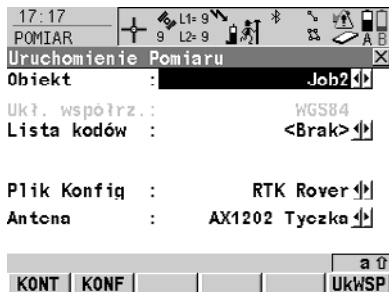 17:17
POMIAR
9 L1= 9
L2= 9
A B
Uruchomienie Pomiaru
Obiekt : Job2
Ukł. współrz.: WGS84
Lista kodów : <Brak>
Plik Konfig : RTK Rover
Antena : AX1202 Tyczka
a
KONT KONF UkWSP